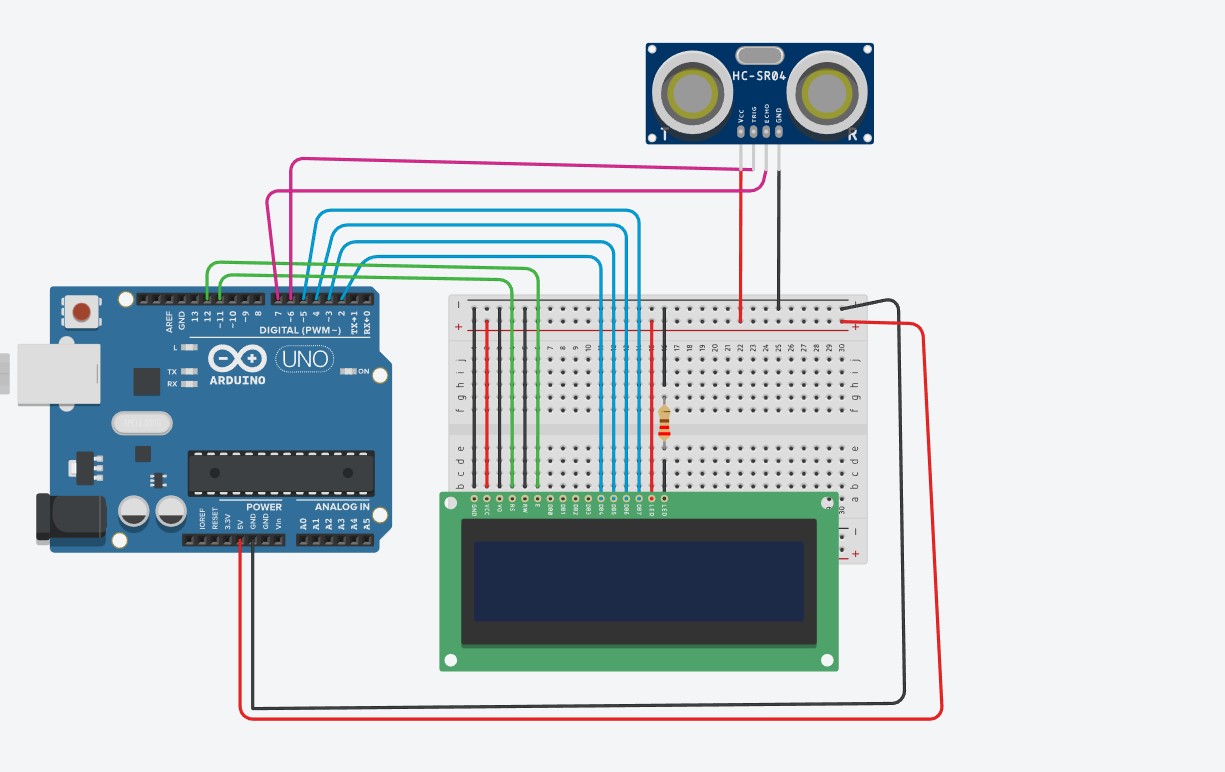 HC-SR04
VCC
TRIG
ECHO
GND
T
R
AREF
GND
13
12
~11
~10
~9
8
7
~6
~5
4
~3
2
TX→1
RX←0
DIGITAL (PWM~)
L
TX
RX
ARDUINO
UNO
ON
POWER
ANALOG IN
IOREF
RESET
3.3V
5V
GND
GND
Vin
A0
A1
A2
A3
A4
A5
−
+
−
+
7
8
9
10
17
18
19
20
21
22
23
24
25
26
27
28
29
30
j
i
h
g
f
e
d
c
b
j
i
h
g
f
e
d
c
b
a
30
−
+
GND
VCC
VO
RS
RW
E
DB0
DB1
DB2
DB3
DB4
DB5
DB6
DB7
LED
LED